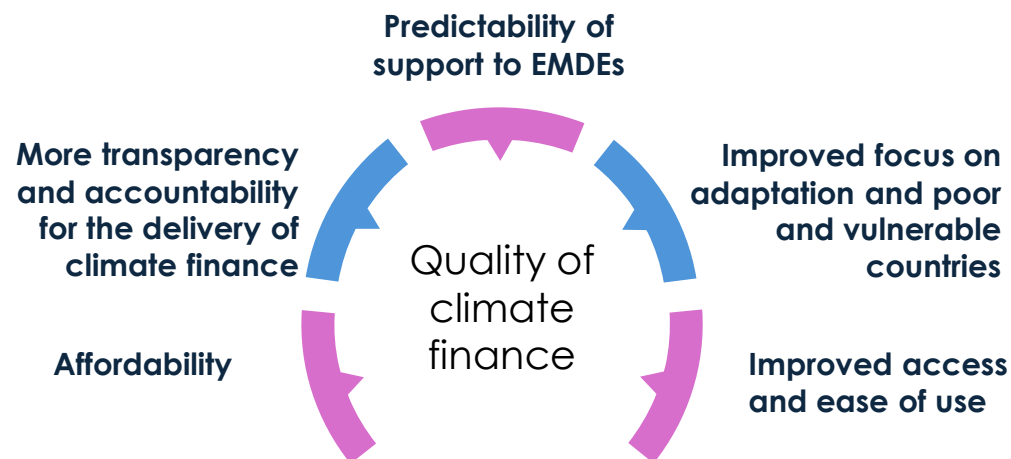 Predictability of
support to EMDEs
More transparency
and accountability
for the delivery of
climate finance
Improved focus on
adaptation and poor
and vulnerable
countries
Quality of
climate
finance
Affordability
Improved access
and ease of use